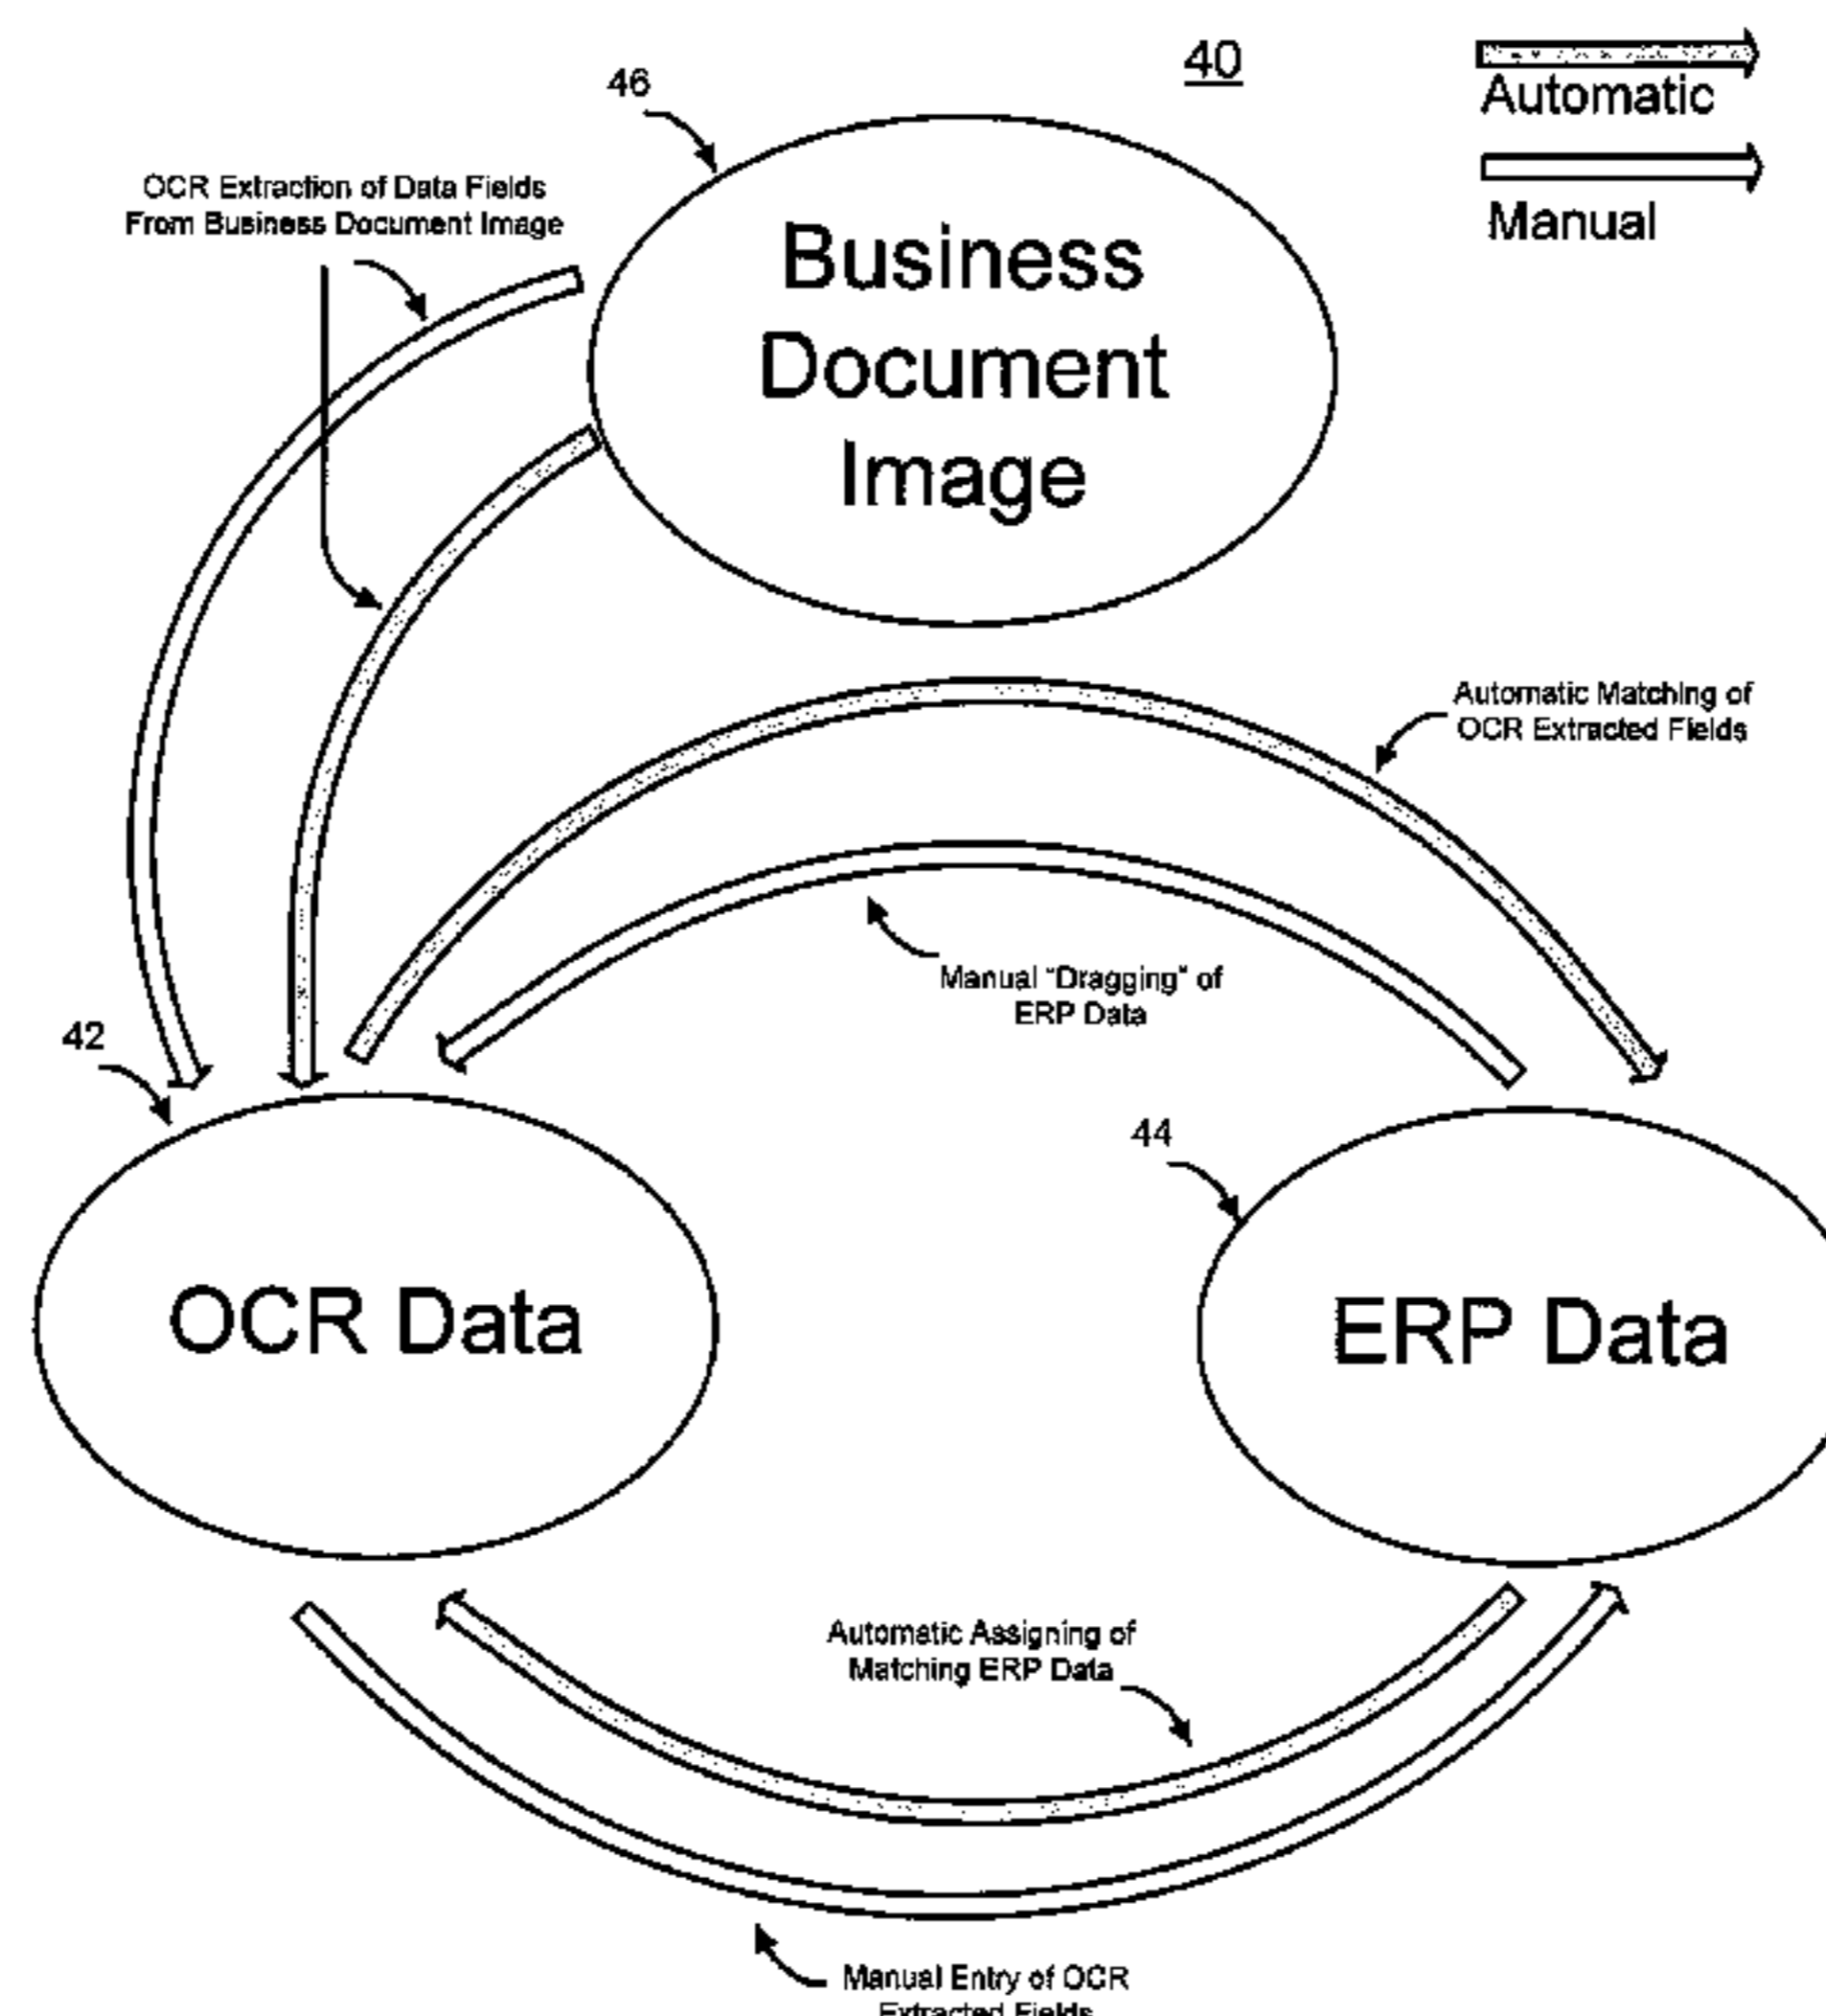 40
Automatic
Manual
46
OCR Extraction of Data Fields
From Business Document Image
Business
Document
Image
Automatic Matching of
OCR Extracted Fields
Manual "Dragging" of
ERP Data
42
44
OCR Data
ERP Data
Automatic Assigning of
Matching ERP Data
Manual Entry of OCR
Extracted Fields